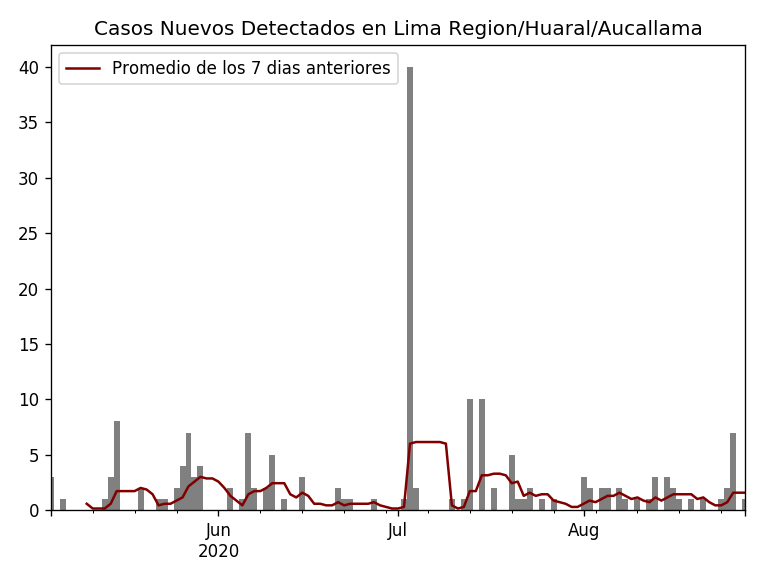 Casos Nuevos Detectados en Lima Region/Huaral/Aucallama
Promedio de los 7 dias anteriores
40
35
30
25
20
15
10
5
0
Jun
2020
Jul
Aug